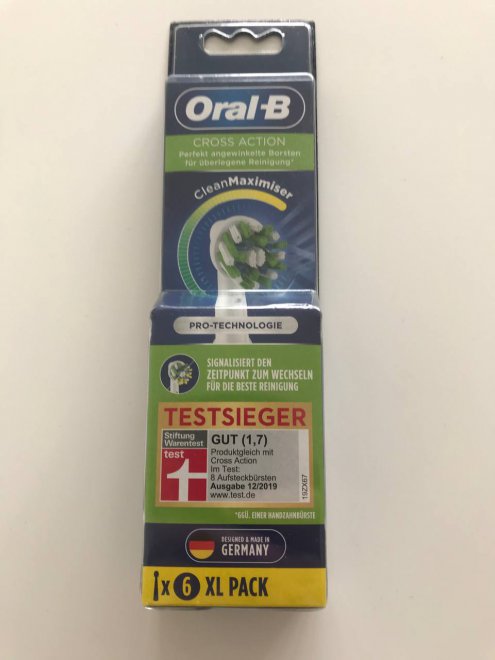 Oral-B
CROSS ACTION
Perfekt angewinkelte Borsten
für überlegene Reinigung*
CleanMaximiser
PRO-TECHNOLOGIE
SIGNALISIERT DEN
ZEITPUNKT ZUM WECHSELN
FÜR DIE BESTE REINIGUNG
TESTSIEGER
Stiftung
Warentest
test
GUT (1,7)
Produktgleich mit
Cross Action
Im Test:
8 Aufsteckbürsten
Ausgabe 12/2019
www.test.de
19ZX67
*GGÜ. EINER HANDZAHNBÜRSTE
DESIGNED & MADE IN
GERMANY
x 6 XL PACK